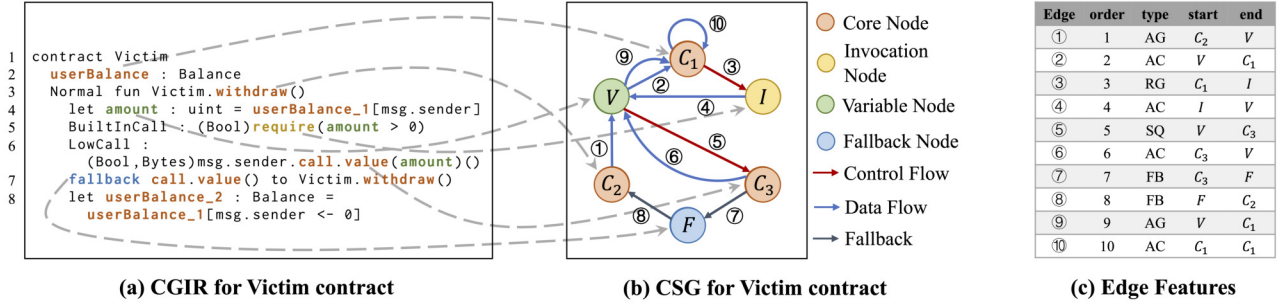 1 contract Victim
2 userBalance : Balance
3 Normal fun Victim.withdraw()
4 let amount : uint = userBalance_1[msg.sender]
5 BuiltInCall : (Bool)require(amount > 0)
6 LowCall :
(Bool,Bytes)msg.sender.call.value(amount)()
7 fallback call.value() to Victim.withdraw()
8 let userBalance_2 : Balance =
userBalance_1[msg.sender <- 0]
(a) CGIR for Victim contract
⑩
C₁
⑨
②
③
V
④
I
①
⑤
⑥
C₂
C₃
⑧
⑦
F
Core Node
Invocation
Node
Variable Node
Fallback Node
Control Flow
Data Flow
Fallback
(b) CSG for Victim contract
Edge order type start end
① 1 AG C₂ V
② 2 AC V C₁
③ 3 RG C₁ I
④ 4 AC I V
⑤ 5 SQ V C₃
⑥ 6 AC C₃ V
⑦ 7 FB C₃ F
⑧ 8 FB F C₂
⑨ 9 AG V C₁
⑩ 10 AC C₁ C₁
(c) Edge Features